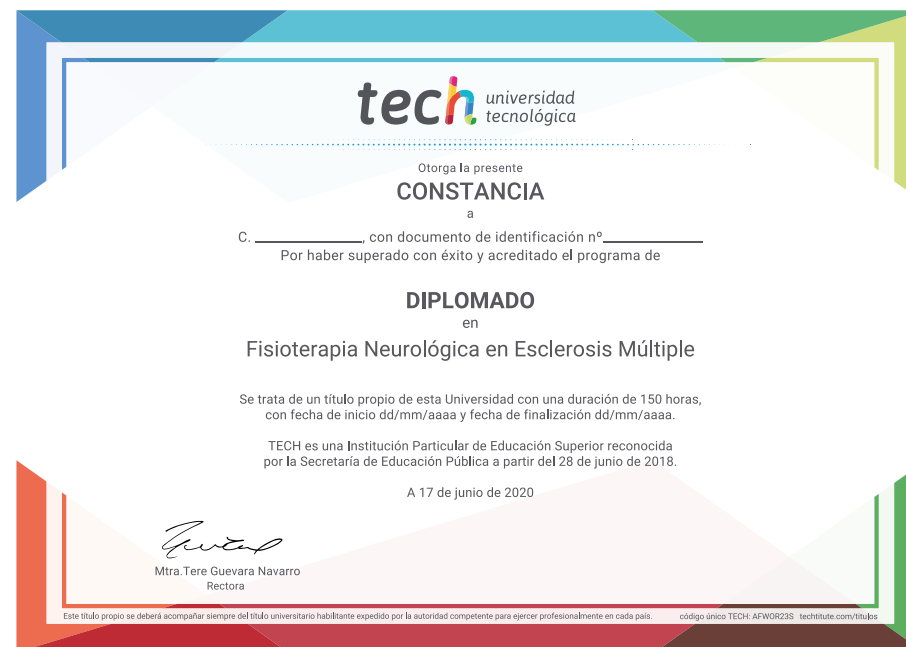 tech universidad
tecnológica
Otorga la presente
CONSTANCIA
a
C. ____________, con documento de identificación nº____________
Por haber superado con éxito y acreditado el programa de
DIPLOMADO
en
Fisioterapia Neurológica en Esclerosis Múltiple
Se trata de un título propio de esta Universidad con una duración de 150 horas,
con fecha de inicio dd/mm/aaaa y fecha de finalización dd/mm/aaaa.
TECH es una Institución Particular de Educación Superior reconocida
por la Secretaría de Educación Pública a partir del 28 de junio de 2018.
A 17 de junio de 2020
Mtra.Tere Guevara Navarro
Rectora
Este título propio se deberá acompañar siempre del título universitario habilitante expedido por la autoridad competente para ejercer profesionalmente en cada país. código único TECH: AFWOR23S techtitute.com/titulos